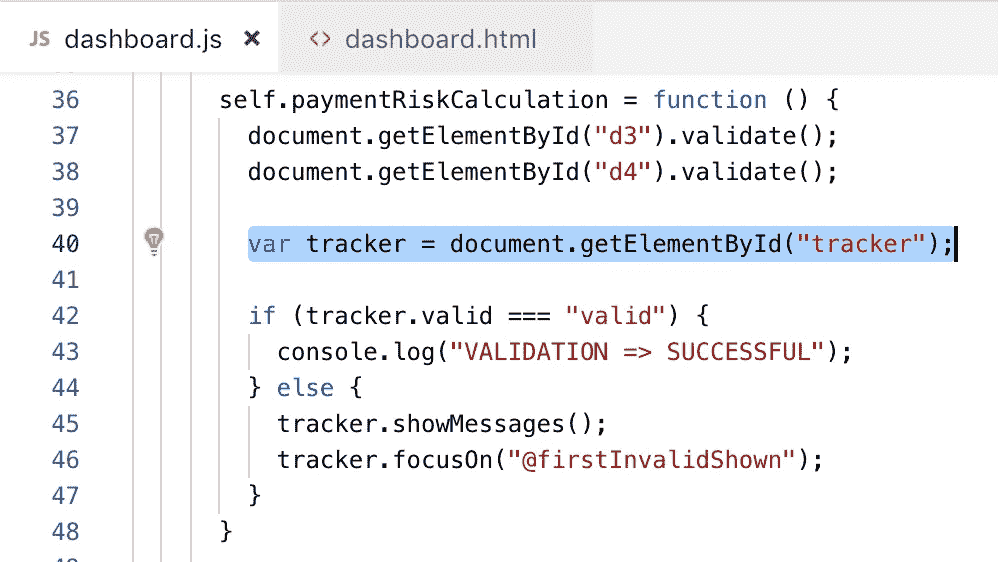 JS dashboard.js × <> dashboard.html
36 self.paymentRiskCalculation = function () {
37 document.getElementById("d3").validate();
38 document.getElementById("d4").validate();
39
40 var tracker = document.getElementById("tracker");
41
42 if (tracker.valid === "valid") {
43 console.log("VALIDATION => SUCCESSFUL");
44 } else {
45 tracker.showMessages();
46 tracker.focusOn("@firstInvalidShown");
47 }
48 }